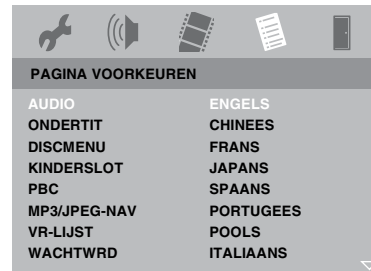 PAGINA VOORKEUREN
AUDIO ENGELS
ONDERTIT CHINEES
DISCMENU FRANS
KINDERSLOT JAPANS
PBC SPAANS
MP3/JPEG-NAV PORTUGEES
VR-LIJST POOLS
WACHTWRD ITALIAANS